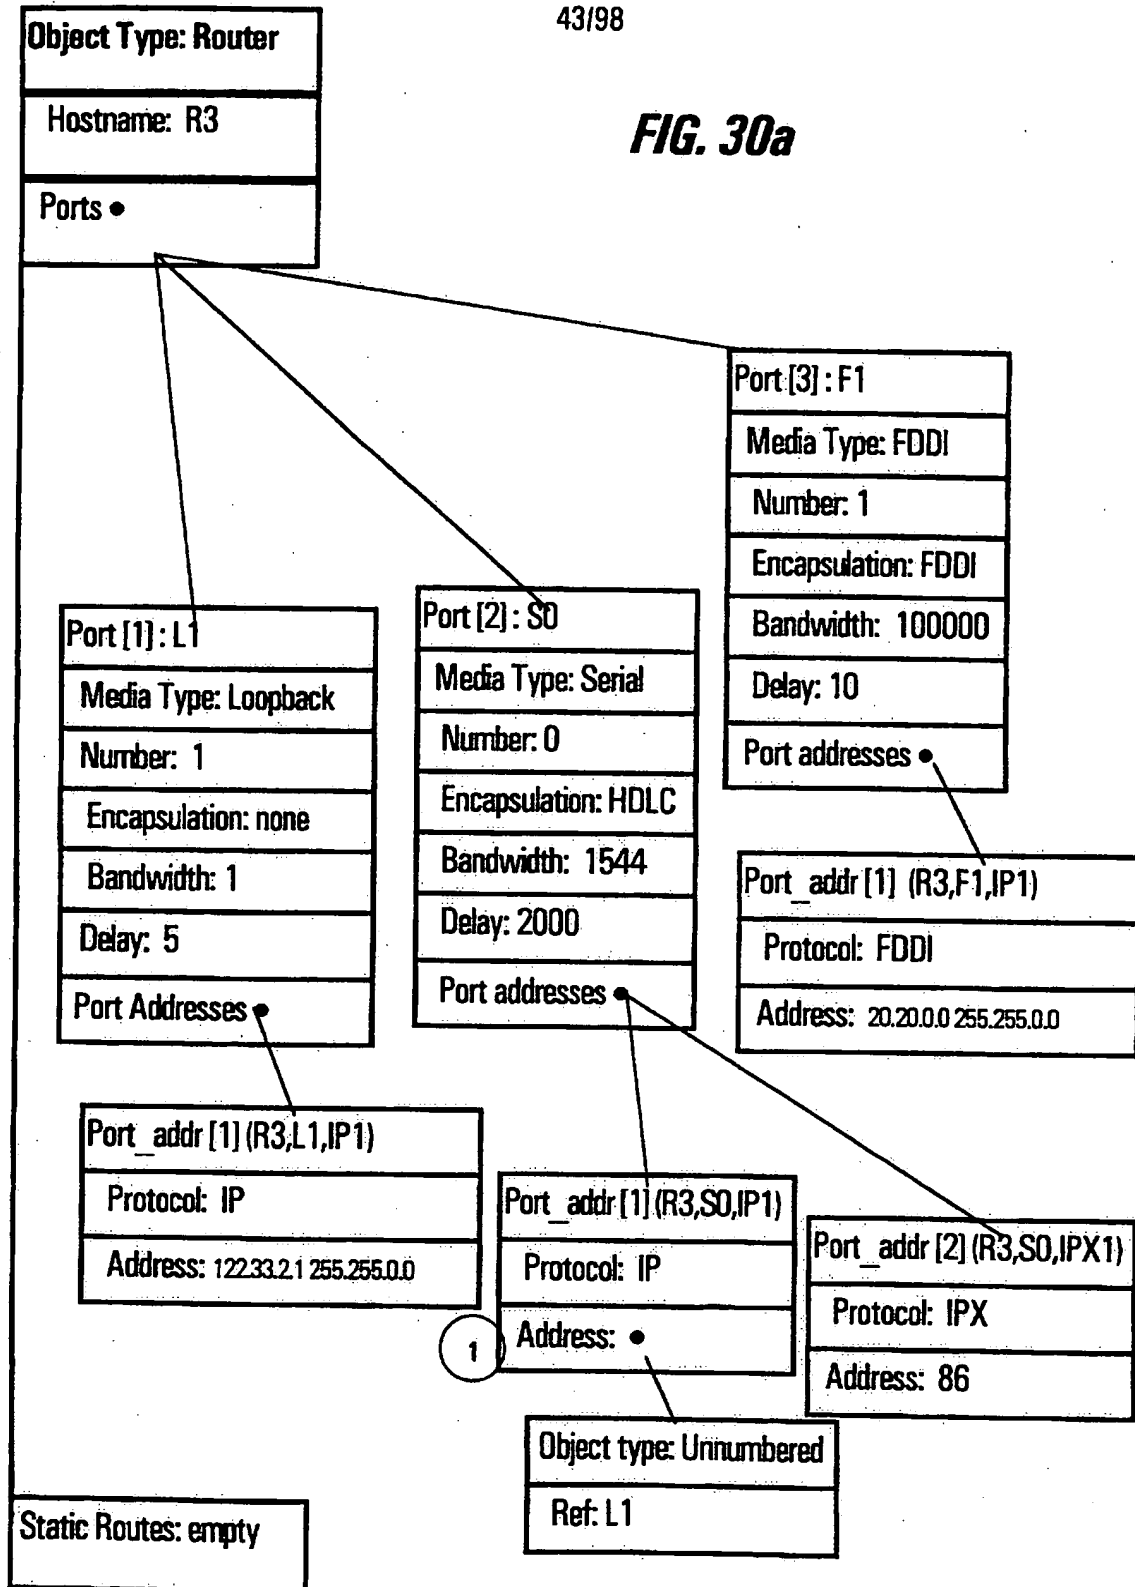 43/98
Object Type: Router
Hostname: R3
Ports •
FIG. 30a
Port [3] : F1
Media Type: FDDI
Number: 1
Encapsulation: FDDI
Bandwidth: 100000
Delay: 10
Port addresses •
Port [1] : L1
Media Type: Loopback
Number: 1
Encapsulation: none
Bandwidth: 1
Delay: 5
Port Addresses •
Port [2] : S0
Media Type: Serial
Number: 0
Encapsulation: HDLC
Bandwidth: 1544
Delay: 2000
Port addresses •
Port_addr [1] (R3,F1,IP1)
Protocol: FDDI
Address: 20.20.0.0 255.255.0.0
Port_addr [1] (R3,L1,IP1)
Protocol: IP
Address: 122.33.2.1 255.255.0.0
Port_addr [1] (R3,S0,IP1)
Protocol: IP
Address: •
1
Port_addr [2] (R3,S0,IPX1)
Protocol: IPX
Address: 86
Object type: Unnumbered
Ref: L1
Static Routes: empty